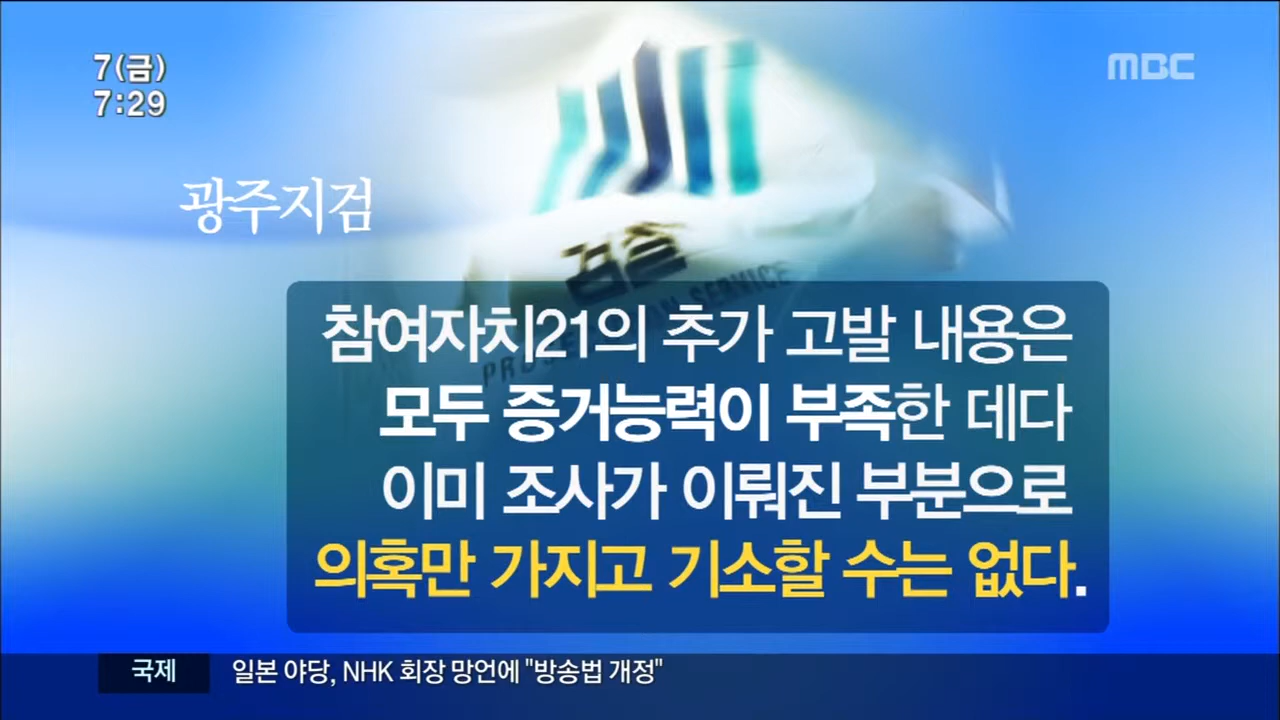 7(금)
7:29
MBC
광주지검
검찰
PROSECUTION SERVICE
참여자치21의 추가 고발 내용은
모두 증거능력이 부족한 데다
이미 조사가 이뤄진 부분으로
의혹만 가지고 기소할 수는 없다.
국제 일본 야당, NHK 회장 망언에 "방송법 개정"